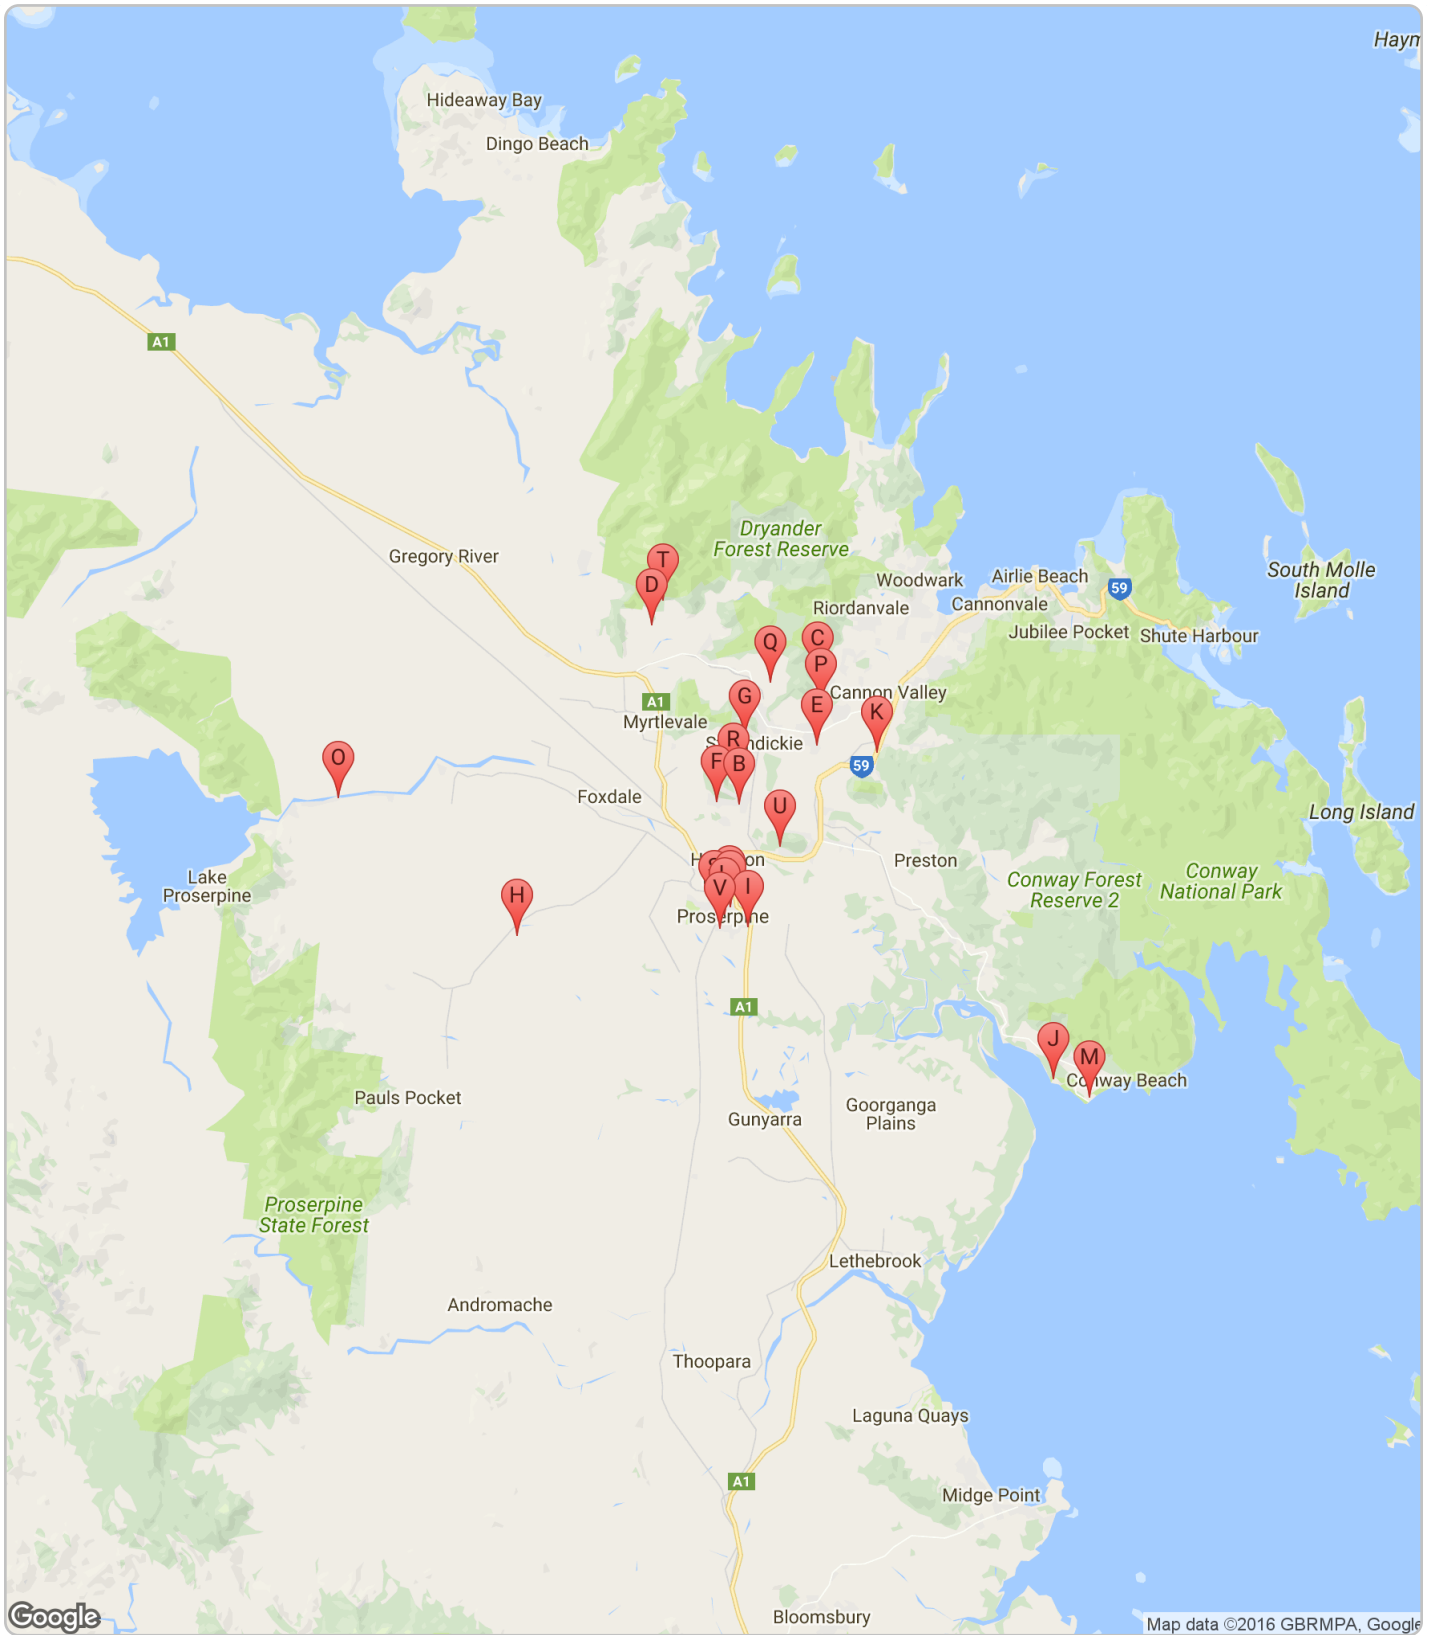 Haym
Hideaway Bay
Dingo Beach
A1
Dryander
Forest Reserve
Gregory River
T
D
Woodwark
Airlie Beach
59
South Molle
Island
Riordanvale
Cannonvale
Jubilee Pocket
Shute Harbour
Q
C
P
G
E
K
Cannon Valley
A1
Myrtlevale
R
ndickie
F
B
O
59
Foxdale
U
Long Island
H
on
Preston
Lake
Proserpine
Conway Forest
Reserve 2
Conway
National Park
H
V
I
Proserpine
A1
J
M
Conway Beach
Pauls Pocket
Gunyarra
Goorganga
Plains
Proserpine
State Forest
Lethebrook
Andromache
Thoopara
Laguna Quays
A1
Midge Point
Bloomsbury
Google
Map data ©2016 GBRMPA, Google